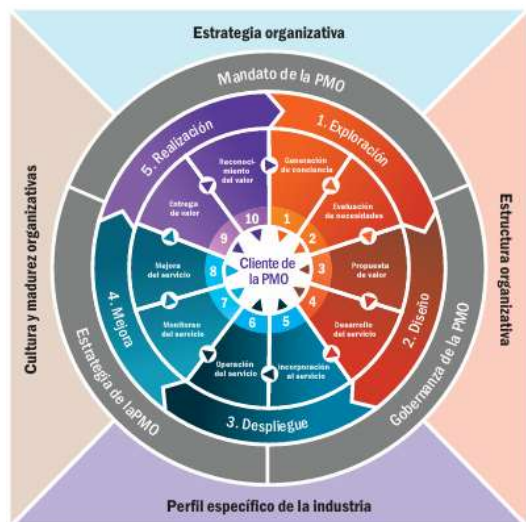 Estrategia organizativa
Mandato de la PMO
5. Realización
1. Exploración
Reconoci-
miento
del valor
Generación
de conciencia
Entrega
de valor
Evaluación
de necesidades
10
1
9
2
Cultura y madurez organizativas
Estructura organizativa
Mejora
del servicio
8
Cliente de
la PMO
3
Propuesta
de valor
7
4
6
5
4. Mejora
2. Diseño
Monitoreo
del servicio
Desarrollo
del servicio
Operación
del servicio
Incorporación
al servicio
Estrategia de laPMO
Gobernanza de la PMO
3. Despliegue
Perfil específico de la industria